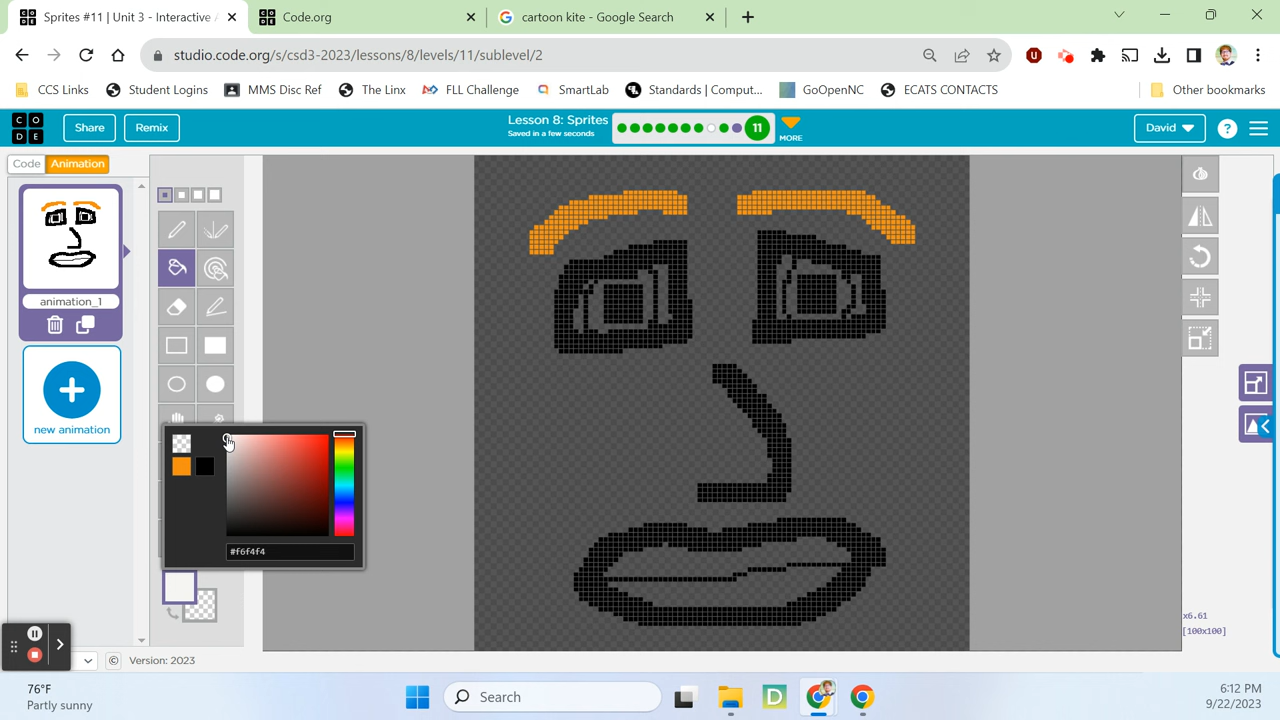 Sprites #11 | Unit 3 - Interactive
Code.org
cartoon kite - Google Search
studio.code.org/s/csd3-2023/lessons/8/levels/11/sublevel/2
CCS Links
Student Logins
MMS Disc Ref
The Linx
FLL Challenge
SmartLab
Standards | Comput...
GoOpenNC
ECATS CONTACTS
Other bookmarks
CODE
Share
Remix
Lesson 8: Sprites
Saved in a few seconds
11
MORE
David
?
Code
Animation
animation_1
new animation
#f6f4f4
x6.61
[100x100]
© Version: 2023
76°F
Partly sunny
Search
D
6:12 PM
9/22/2023